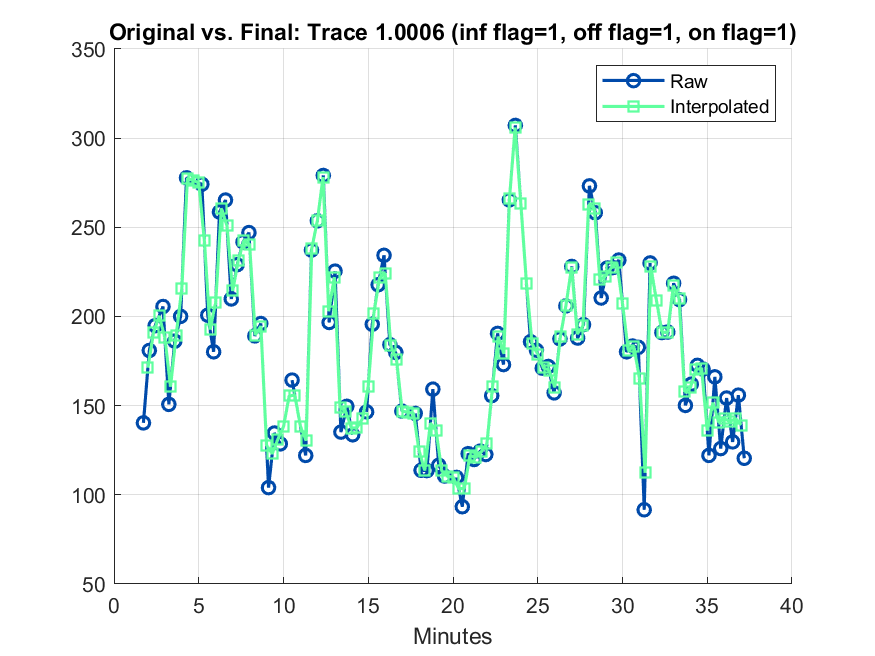 Original vs. Final: Trace 1.0006 (inf flag=1, off flag=1, on flag=1)
350
300
250
200
150
100
50
0 5 10 15 20 25 30 35 40
Minutes
Raw
Interpolated